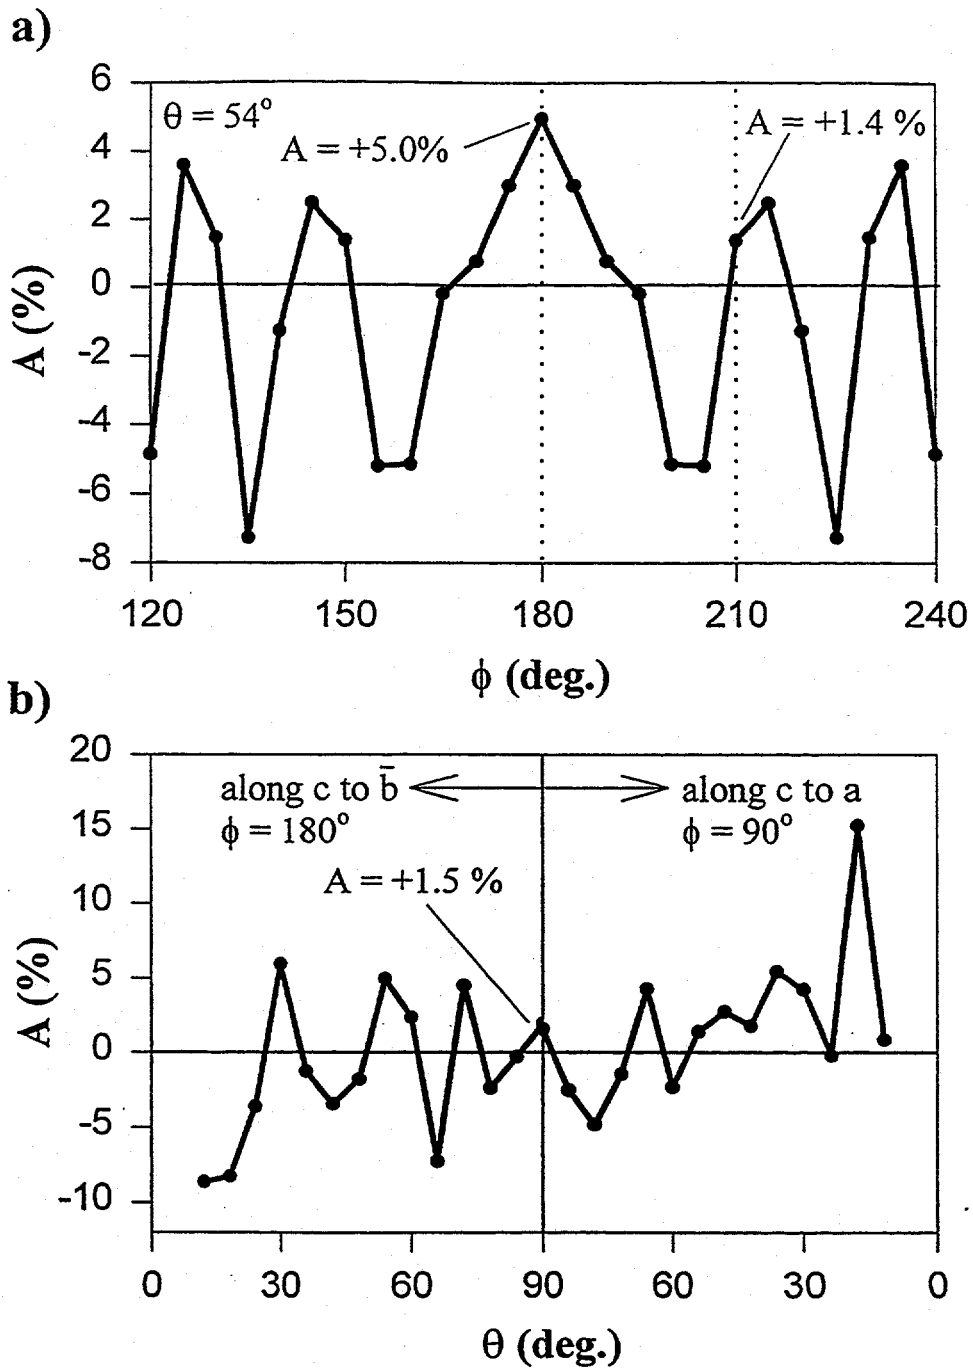 a)
6
4
2
0
-2
-4
-6
-8
A (%)
θ = 54°
A = +5.0%
A = +1.4 %
120 150 180 210 240
ϕ (deg.)
b)
20
15
10
5
0
-5
-10
A (%)
along c to b̄
ϕ = 180°
along c to a
ϕ = 90°
A = +1.5 %
0 30 60 90 60 30 0
θ (deg.)